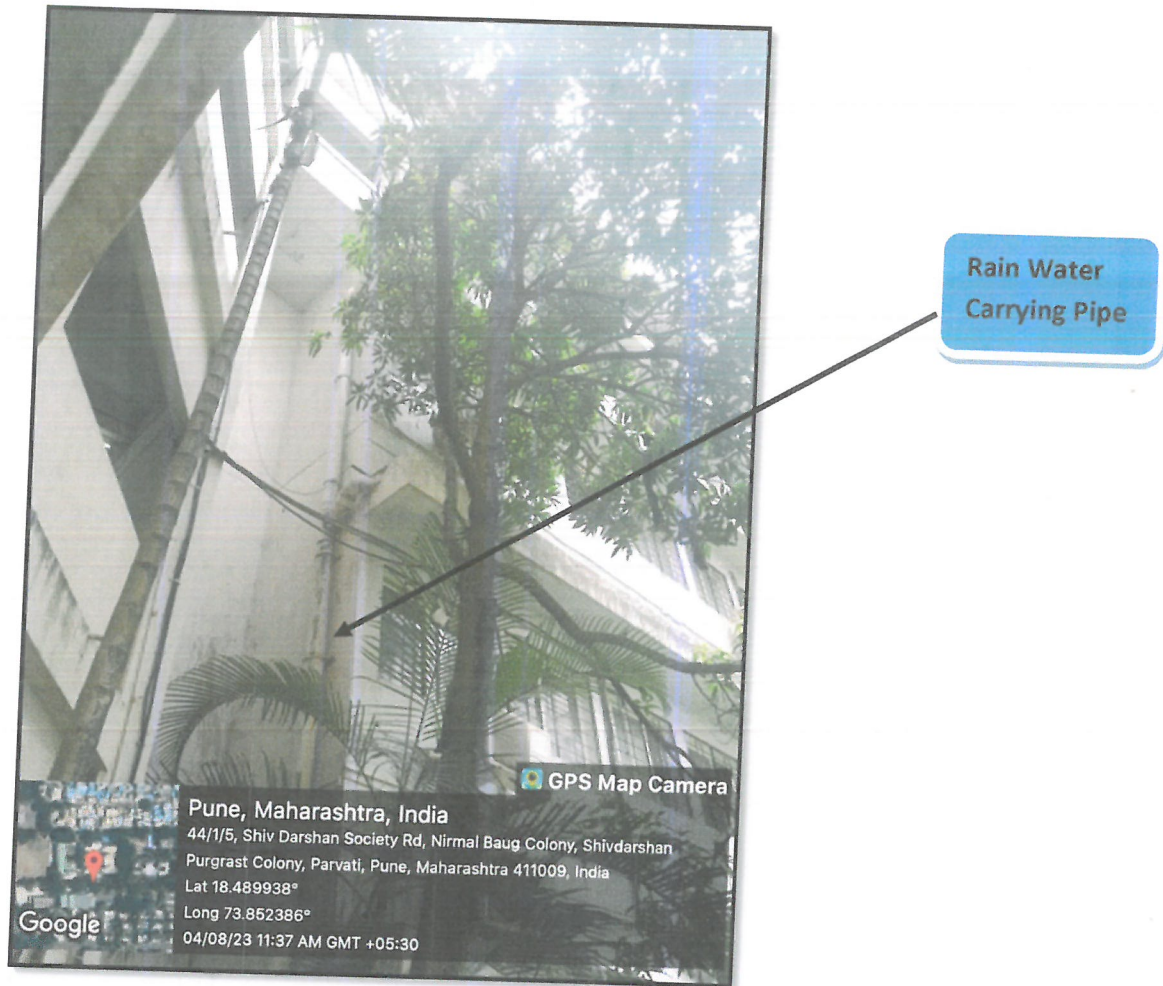 Rain Water
Carrying Pipe
GPS Map Camera
Pune, Maharashtra, India
44/1/5, Shiv Darshan Society Rd, Nirmal Baug Colony, Shivdarshan
Purgrast Colony, Parvati, Pune, Maharashtra 411009, India
Lat 18.489938°
Long 73.852386°
04/08/23 11:37 AM GMT +05:30
Google